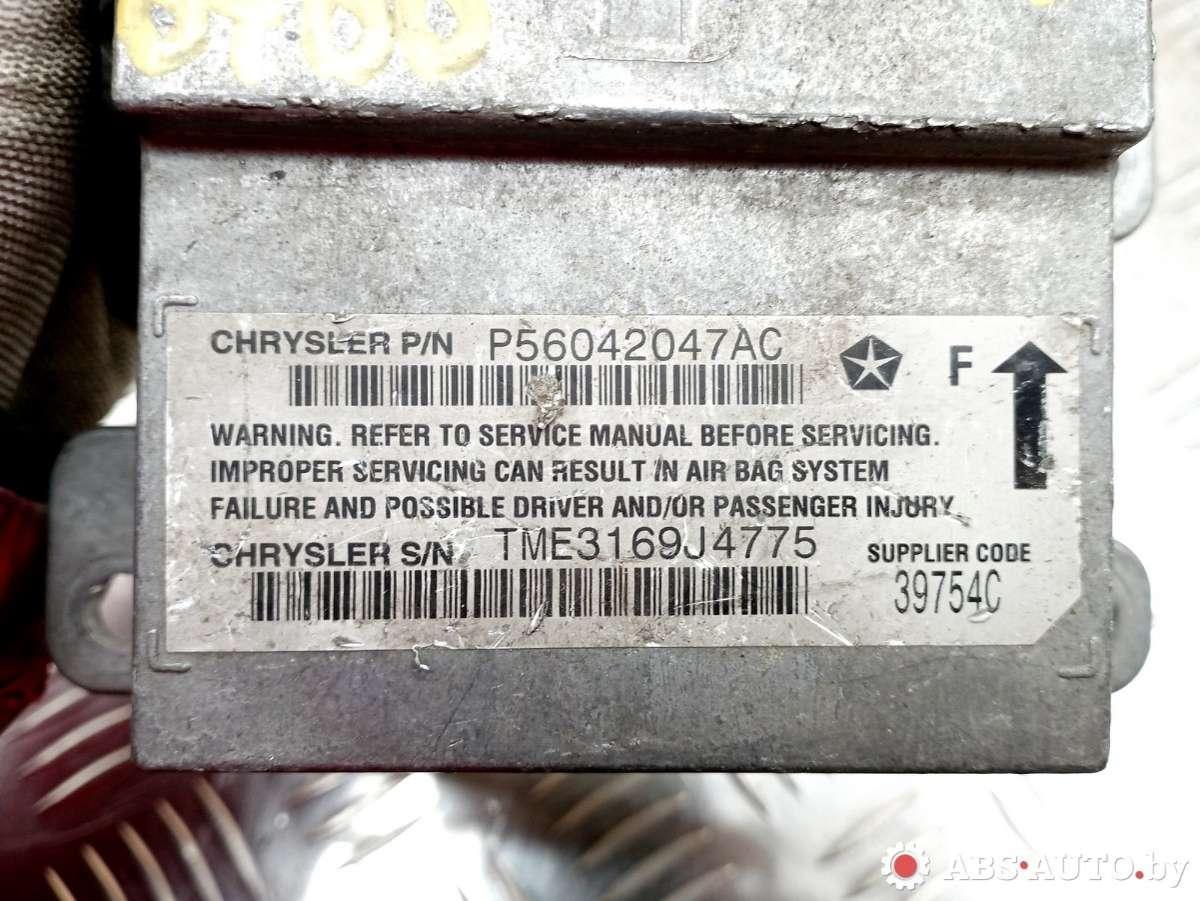 CHRYSLER P/N P56042047AC
F
WARNING. REFER TO SERVICE MANUAL BEFORE SERVICING.
IMPROPER SERVICING CAN RESULT IN AIR BAG SYSTEM
FAILURE AND POSSIBLE DRIVER AND/OR PASSENGER INJURY.
CHRYSLER S/N TME3169J4775
SUPPLIER CODE
39754C
ABS-AUTO.by